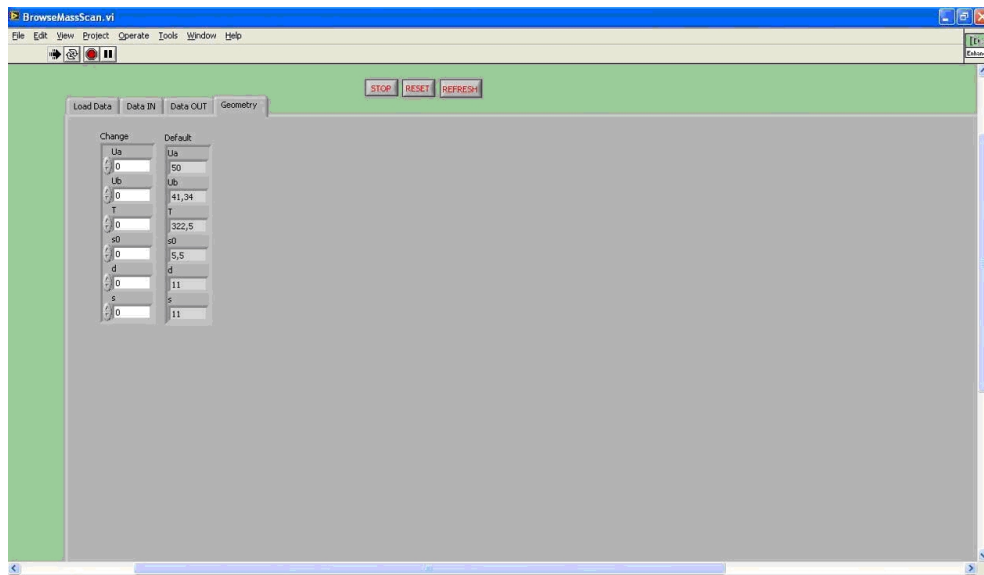 BrowseMassScan.vi
File Edit View Project Operate Tools Window Help
STOP RESET REFRESH
Load Data Data IN Data OUT Geometry
Change Default
Ua Ua
0 50
Ub Ub
0 41,34
T T
0 322,5
s0 s0
0 5,5
d d
0 11
s s
0 11